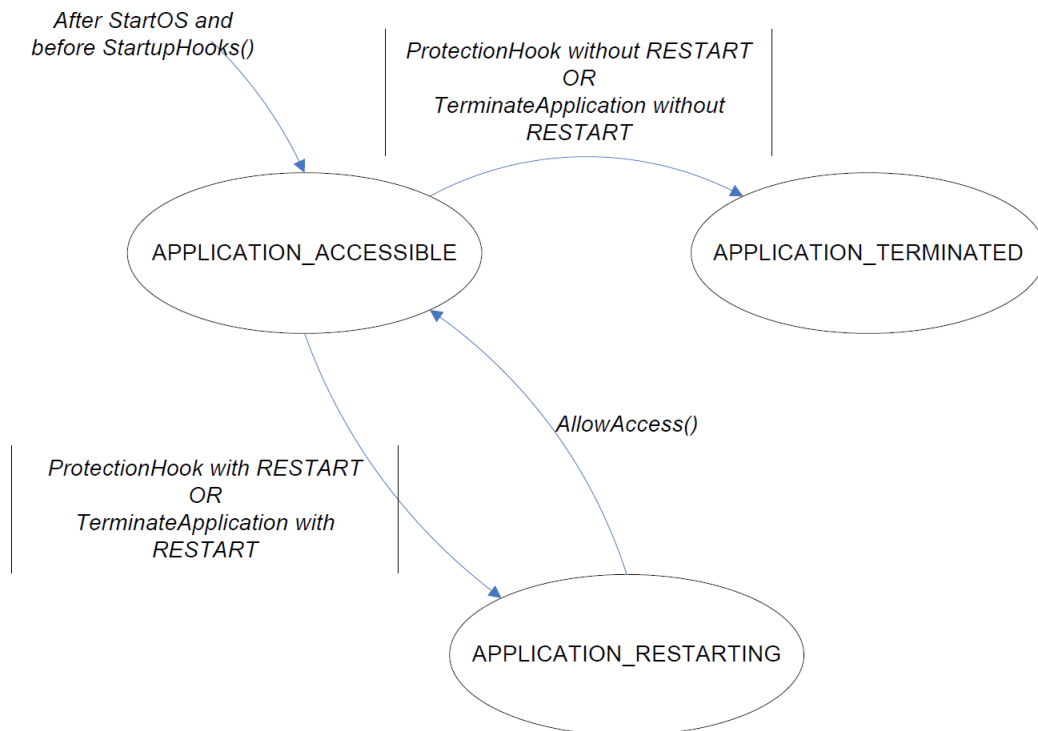 After StartOS and
before StartupHooks()
ProtectionHook without RESTART
OR
TerminateApplication without
RESTART
APPLICATION_ACCESSIBLE
APPLICATION_TERMINATED
AllowAccess()
ProtectionHook with RESTART
OR
TerminateApplication with
RESTART
APPLICATION_RESTARTING